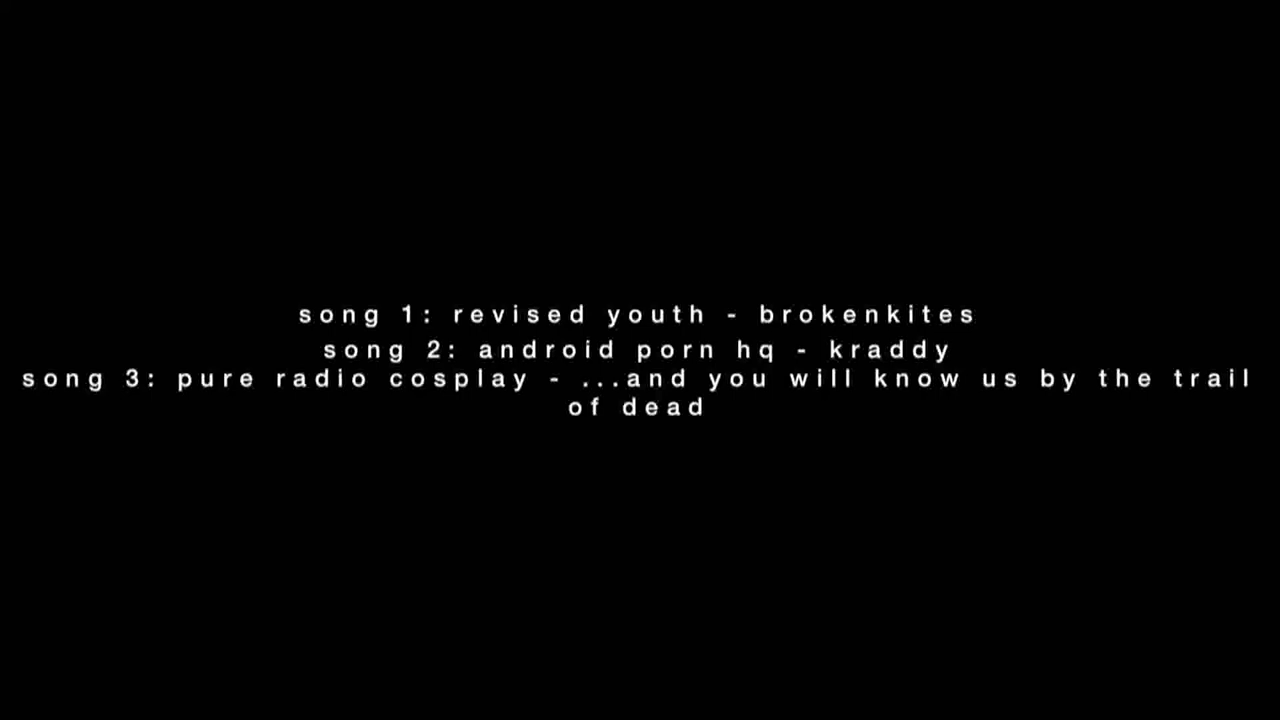 song 1: revised youth - brokenkites
song 2: android porn hq - kraddy
song 3: pure radio cosplay - ...and you will know us by the trail
of dead